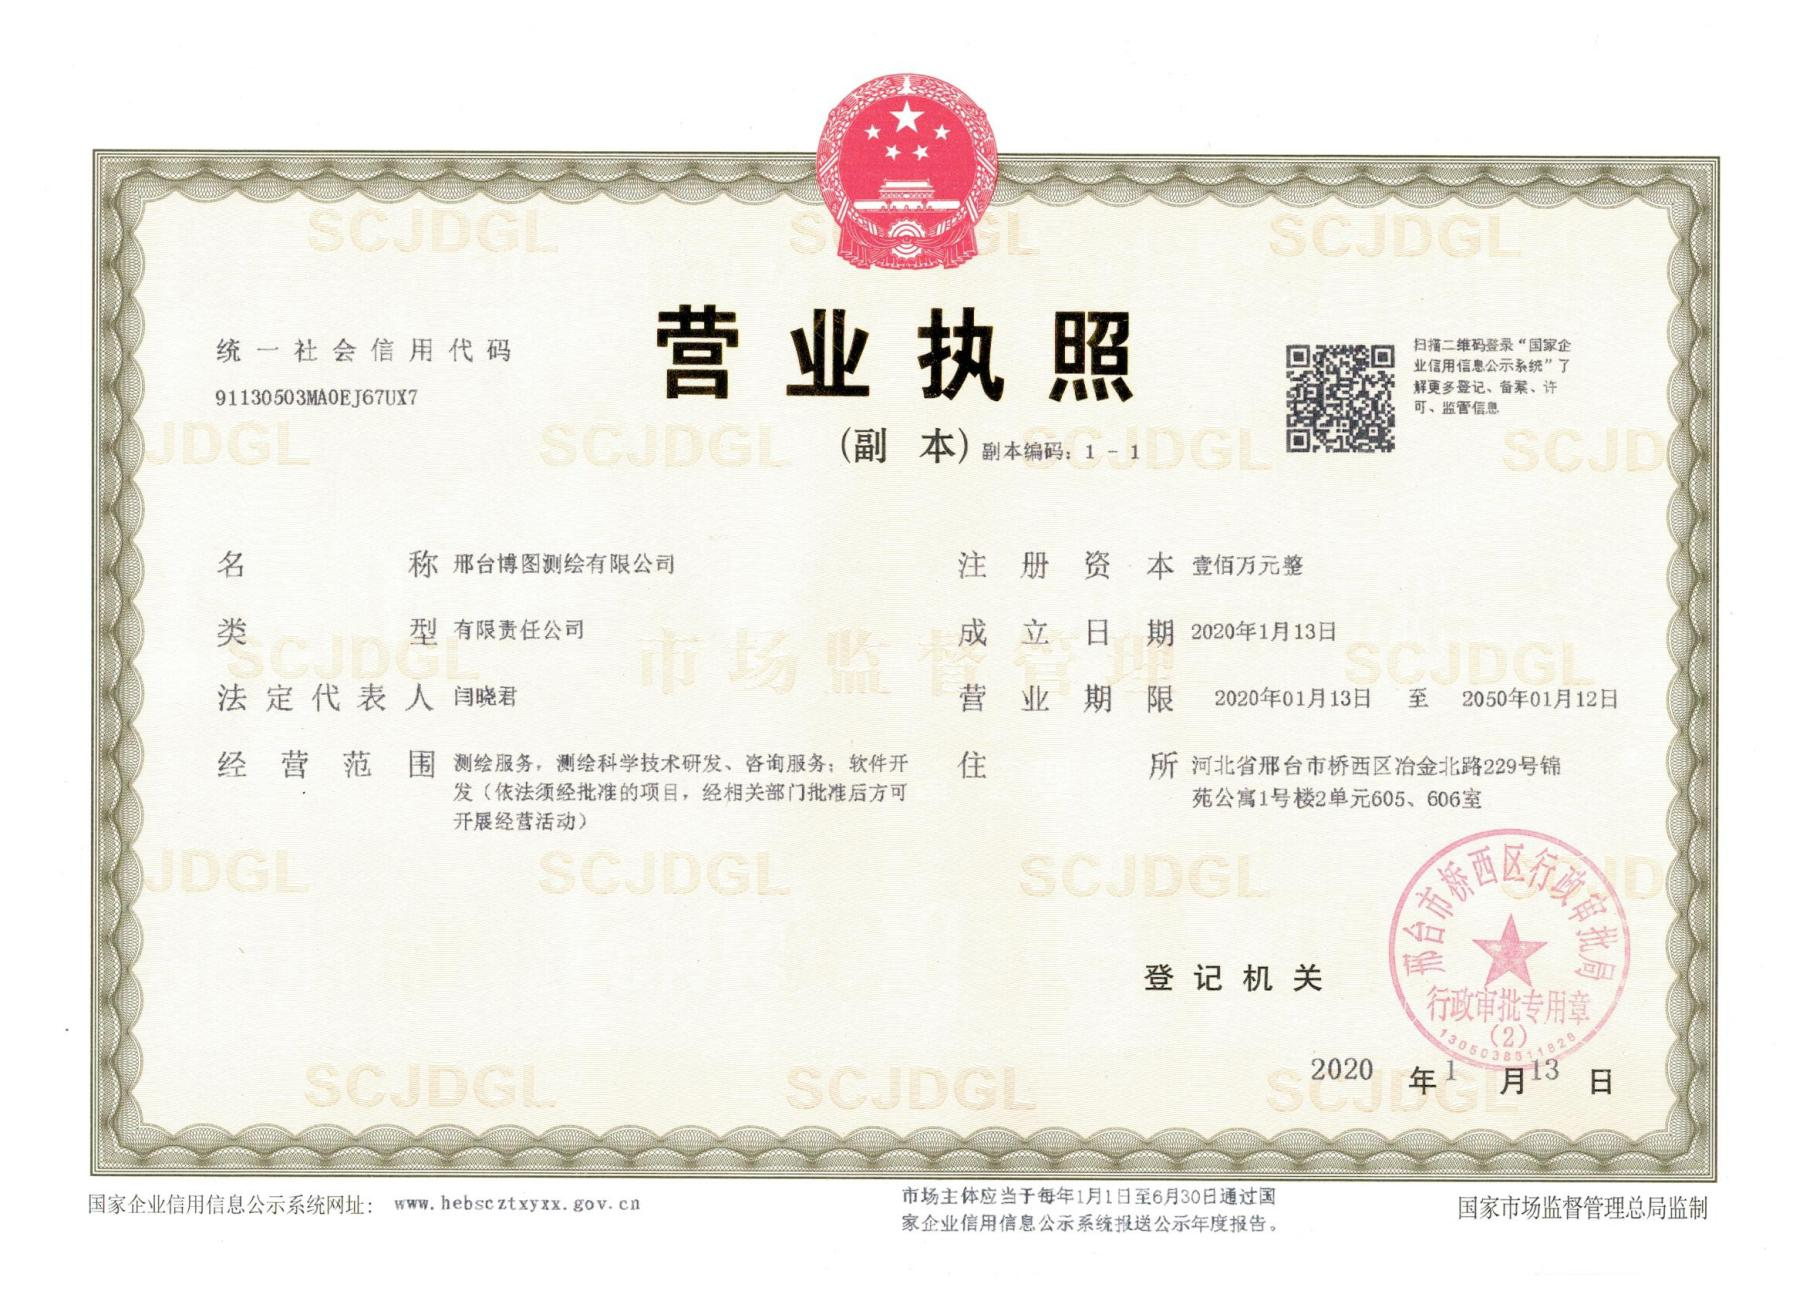 营业执照
(副 本) 副本编码：1 - 1
统一社会信用代码
91130503MA0EJ67UX7
扫描二维码登录“国家企
业信用信息公示系统”了
解更多登记、备案、许
可、监管信息
名 称 邢台博图测绘有限公司
类 型 有限责任公司
法定代表人 闫晓君
经营范围 测绘服务，测绘科学技术研发、咨询服务；软件开
发（依法须经批准的项目，经相关部门批准后方可
开展经营活动）
注册资本 壹佰万元整
成立日期 2020年1月13日
营业期限 2020年01月13日 至 2050年01月12日
住 所 河北省邢台市桥西区冶金北路229号锦
苑公寓1号楼2单元605、606室
登记机关
邢台市桥西区行政审批局
行政审批专用章
(2)
2020 年 1 月 13 日
国家企业信用信息公示系统网址： www.hebscztxyxx.gov.cn
市场主体应当于每年1月1日至6月30日通过国
家企业信用信息公示系统报送公示年度报告。
国家市场监督管理总局监制
SCJDGL
市场监督管理